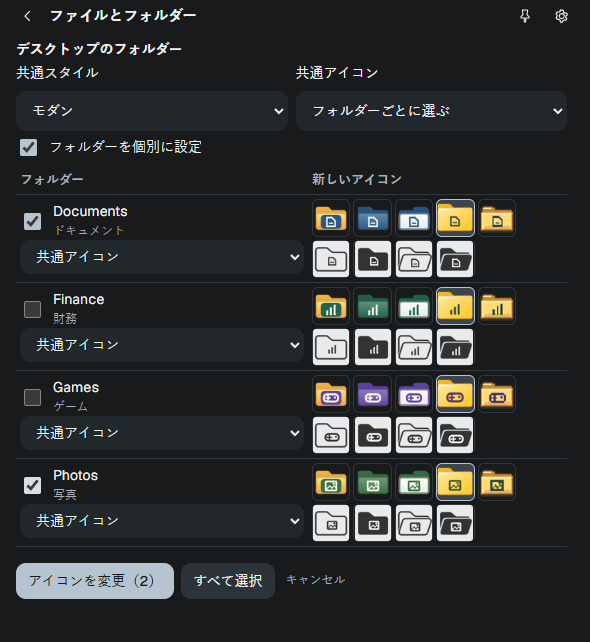 ファイルとフォルダー
デスクトップのフォルダー
共通スタイル
共通アイコン
モダン
フォルダーごとに選ぶ
フォルダーを個別に設定
フォルダー
新しいアイコン
Documents
ドキュメント
共通アイコン
Finance
財務
共通アイコン
Games
ゲーム
共通アイコン
Photos
写真
共通アイコン
アイコンを変更（2）
すべて選択
キャンセル